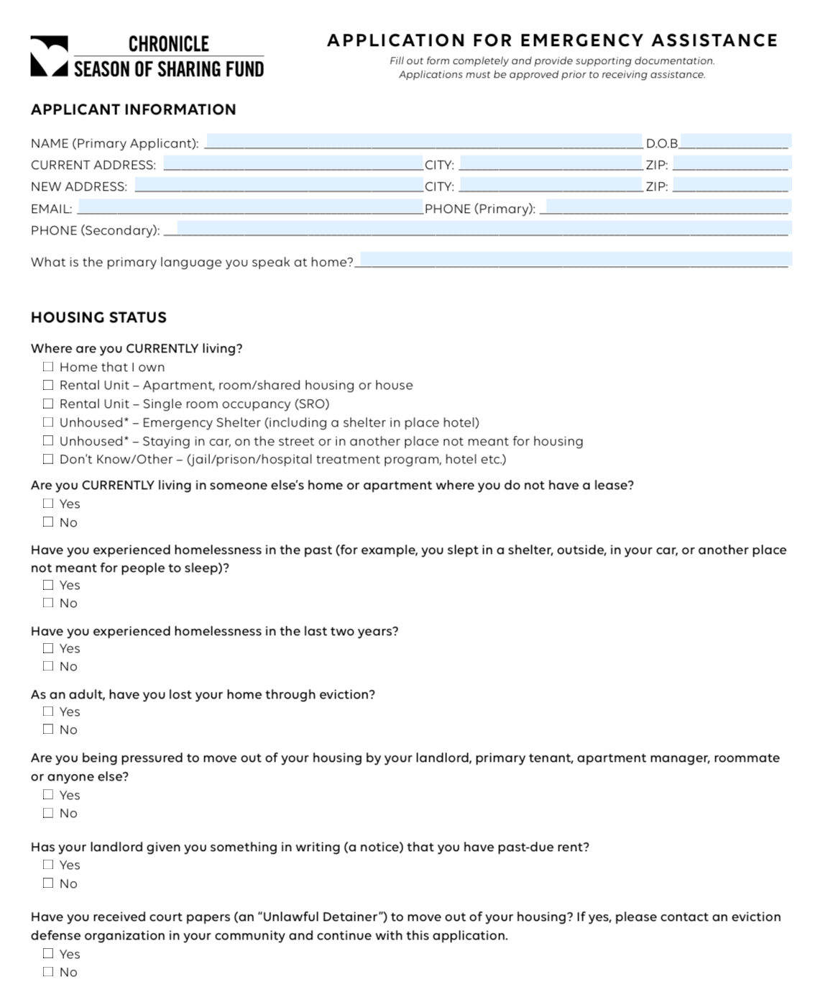 CHRONICLE
SEASON OF SHARING FUND
APPLICATION FOR EMERGENCY ASSISTANCE
Fill out form completely and provide supporting documentation.
Applications must be approved prior to receiving assistance.
APPLICANT INFORMATION
NAME (Primary Applicant): D.O.B
CURRENT ADDRESS: CITY: ZIP:
NEW ADDRESS: CITY: ZIP:
EMAIL: PHONE (Primary):
PHONE (Secondary):
What is the primary language you speak at home?
HOUSING STATUS
Where are you CURRENTLY living?
☐ Home that I own
☐ Rental Unit – Apartment, room/shared housing or house
☐ Rental Unit – Single room occupancy (SRO)
☐ Unhoused* – Emergency Shelter (including a shelter in place hotel)
☐ Unhoused* – Staying in car, on the street or in another place not meant for housing
☐ Don't Know/Other – (jail/prison/hospital treatment program, hotel etc.)
Are you CURRENTLY living in someone else's home or apartment where you do not have a lease?
☐ Yes
☐ No
Have you experienced homelessness in the past (for example, you slept in a shelter, outside, in your car, or another place
not meant for people to sleep)?
☐ Yes
☐ No
Have you experienced homelessness in the last two years?
☐ Yes
☐ No
As an adult, have you lost your home through eviction?
☐ Yes
☐ No
Are you being pressured to move out of your housing by your landlord, primary tenant, apartment manager, roommate
or anyone else?
☐ Yes
☐ No
Has your landlord given you something in writing (a notice) that you have past-due rent?
☐ Yes
☐ No
Have you received court papers (an “Unlawful Detainer”) to move out of your housing? If yes, please contact an eviction
defense organization in your community and continue with this application.
☐ Yes
☐ No